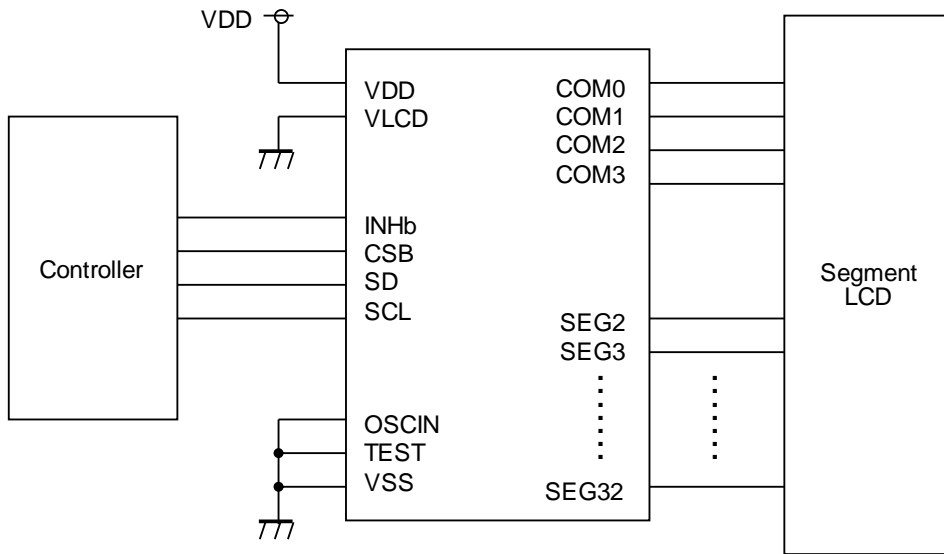 VDD
VDD
VLCD
INHb
CSB
SD
SCL
OSCIN
TEST
VSS
COM0
COM1
COM2
COM3
SEG2
SEG3
SEG32
Controller
Segment
LCD